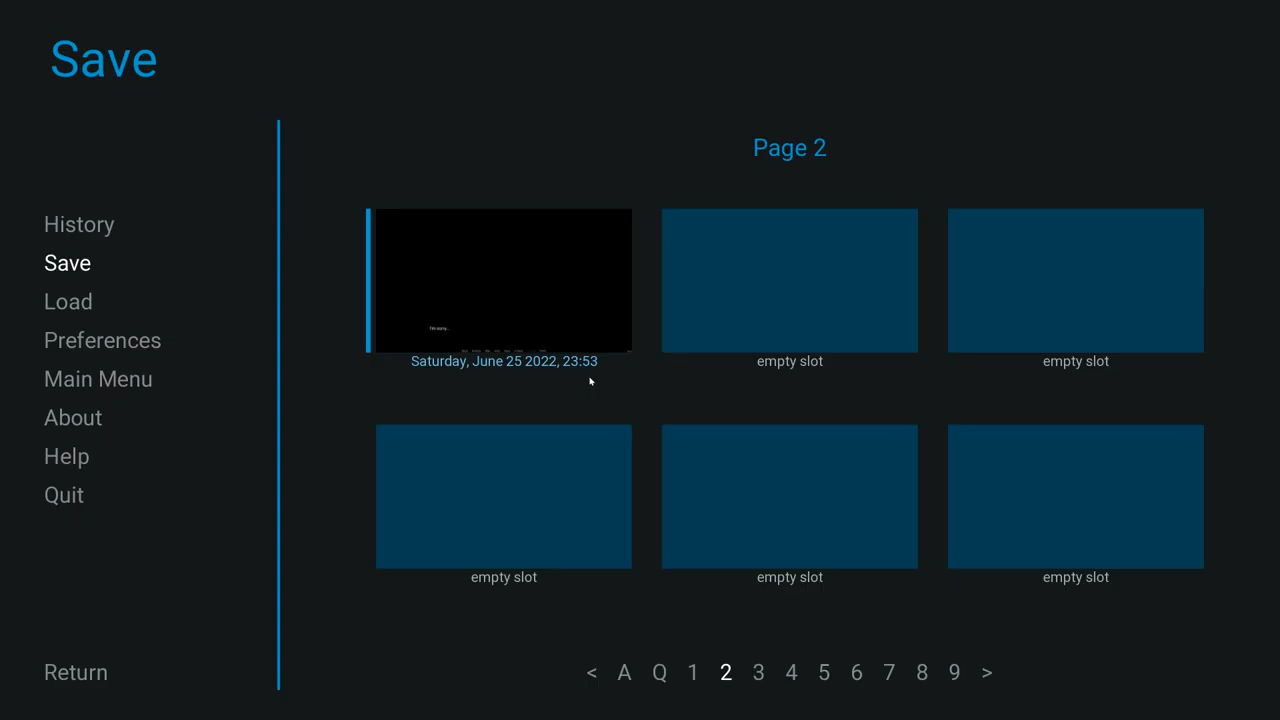 Save
Page 2
History
Save
Load
Preferences
Main Menu
About
Help
Quit
Return
I'm sorry...
Saturday, June 25 2022, 23:53
empty slot
empty slot
empty slot
empty slot
empty slot
< A Q 1 2 3 4 5 6 7 8 9 >